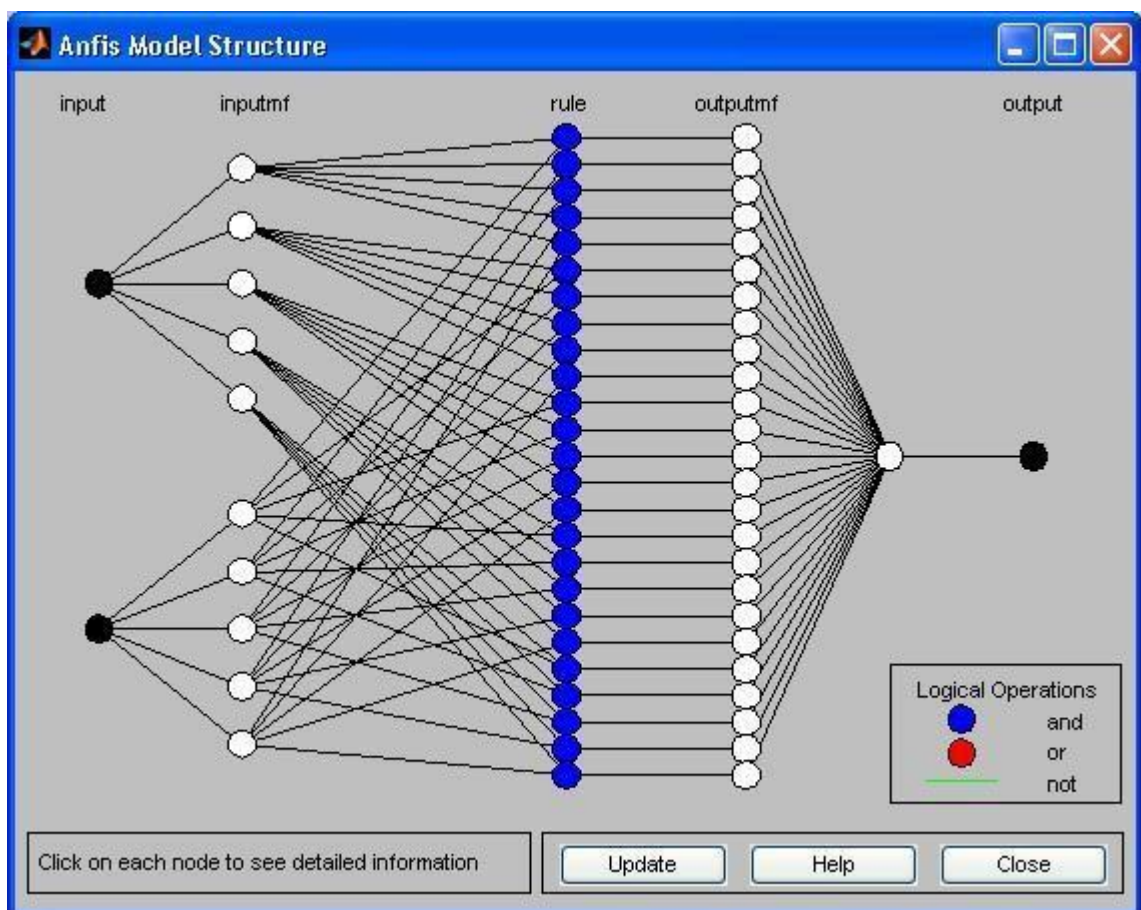 Anfis Model Structure
input inputmf rule outputmf output
Logical Operations
and
or
not
Click on each node to see detailed information
Update Help Close